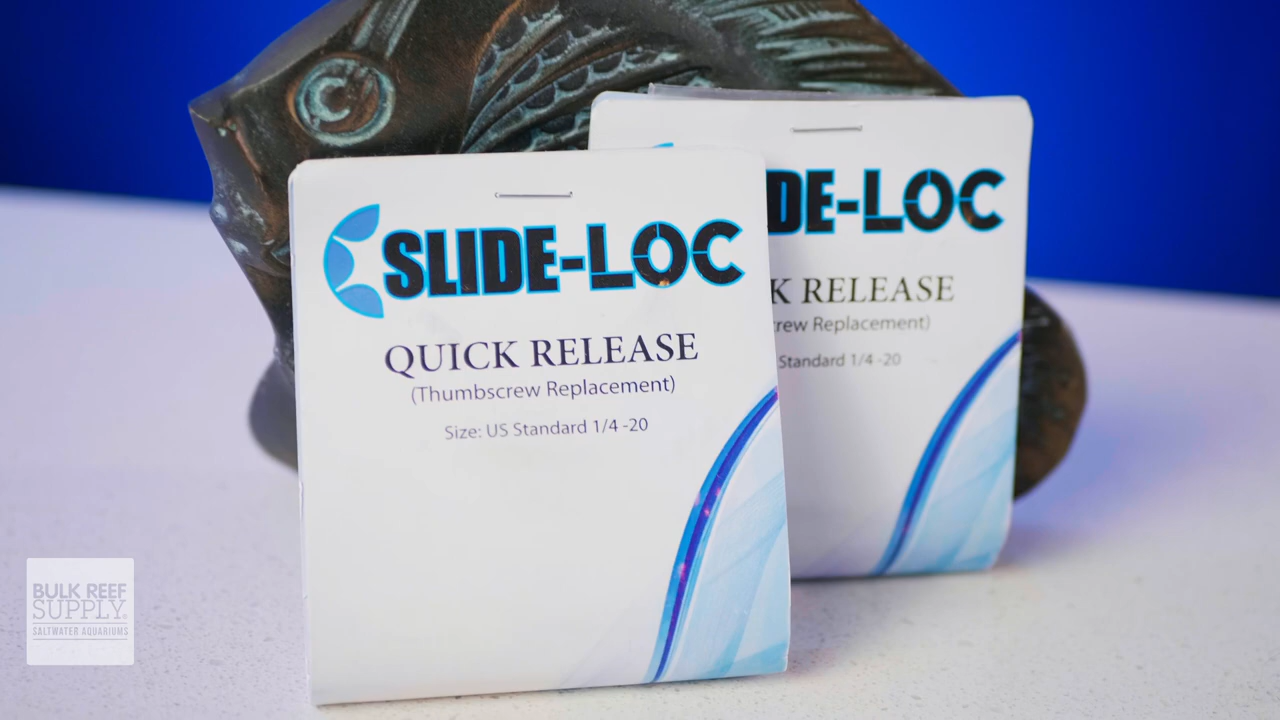 SLIDE-LOC
QUICK RELEASE
(Thumbscrew Replacement)
Size: US Standard 1/4 -20
DE-LOC
K RELEASE
crew Replacement)
Standard 1/4 -20
BULK REEF
SUPPLY
SALTWATER AQUARIUMS